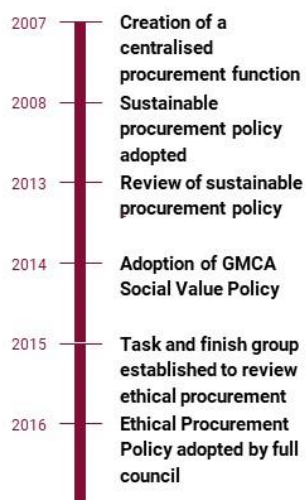 2007
Creation of a
centralised
procurement function
2008
Sustainable
procurement policy
adopted
2013
Review of sustainable
procurement policy
2014
Adoption of GMCA
Social Value Policy
2015
Task and finish group
established to review
ethical procurement
2016
Ethical Procurement
Policy adopted by full
council